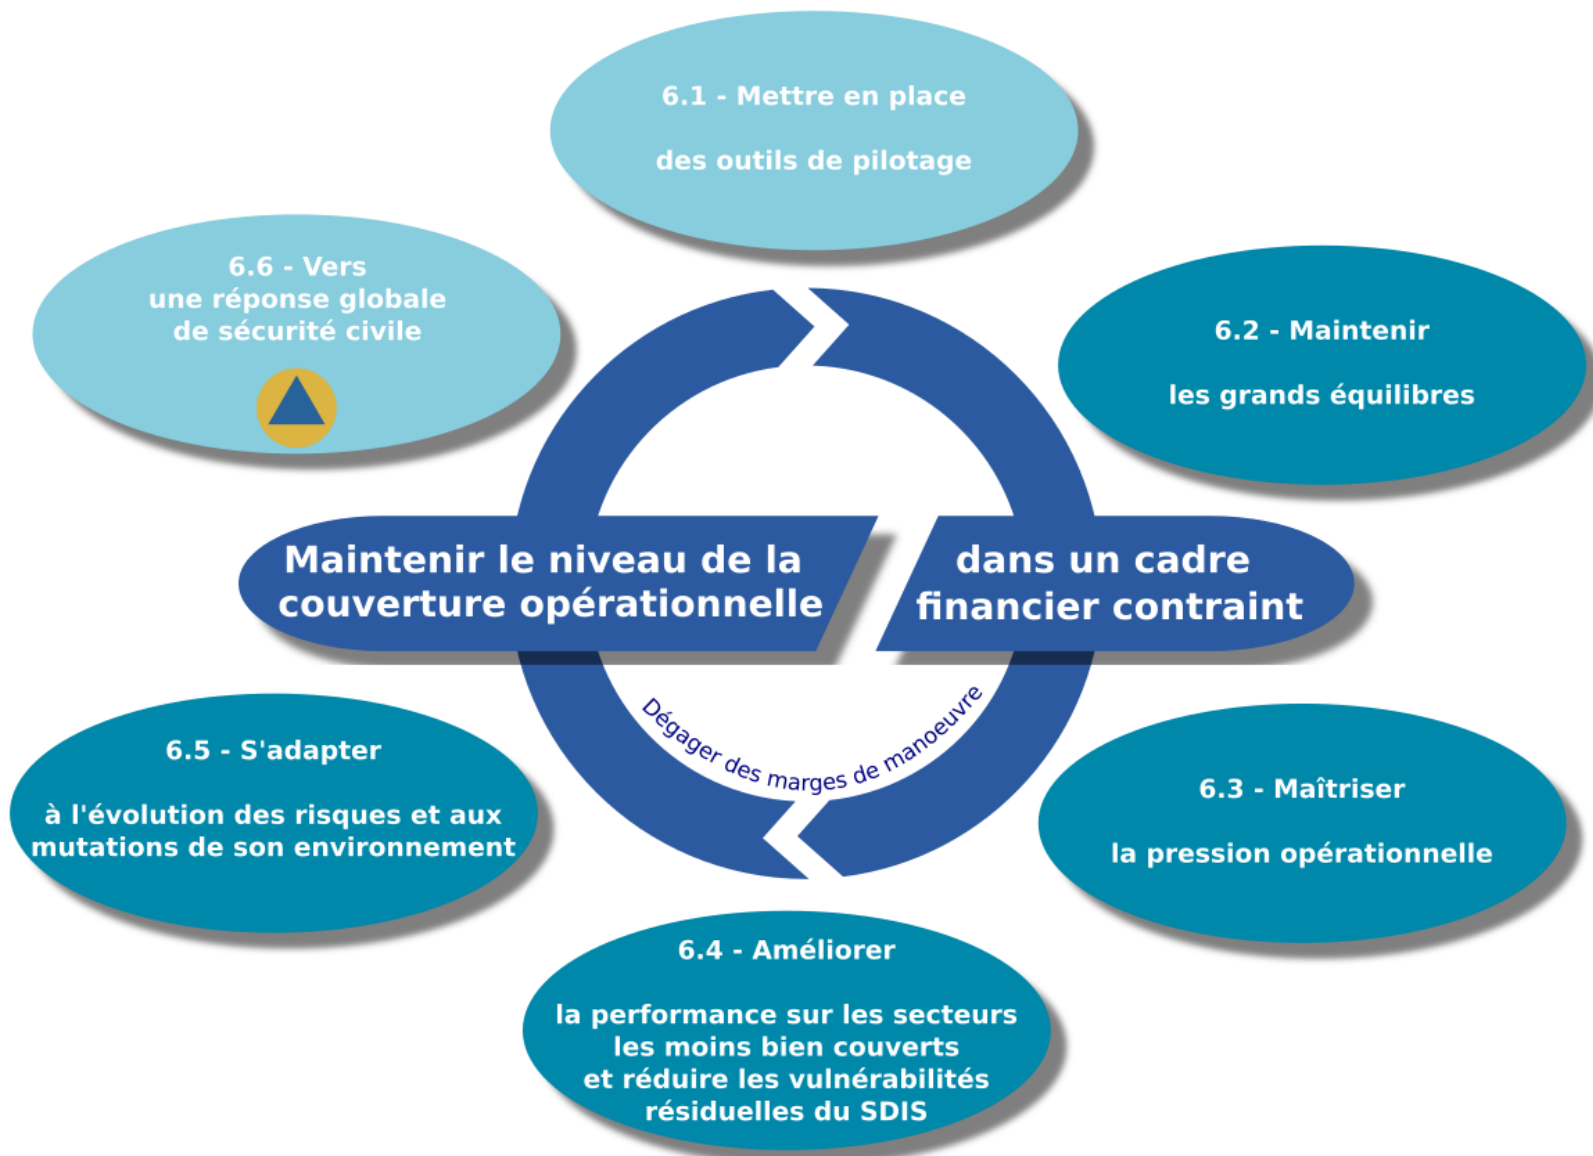 6.1 - Mettre en place
des outils de pilotage
6.6 - Vers
une réponse globale
de sécurité civile
6.2 - Maintenir
les grands équilibres
Maintenir le niveau de la
couverture opérationnelle
dans un cadre
financier contraint
Dégager des marges de manoeuvre
6.5 - S'adapter
à l'évolution des risques et aux
mutations de son environnement
6.3 - Maîtriser
la pression opérationnelle
6.4 - Améliorer
la performance sur les secteurs
les moins bien couverts
et réduire les vulnérabilités
résiduelles du SDIS